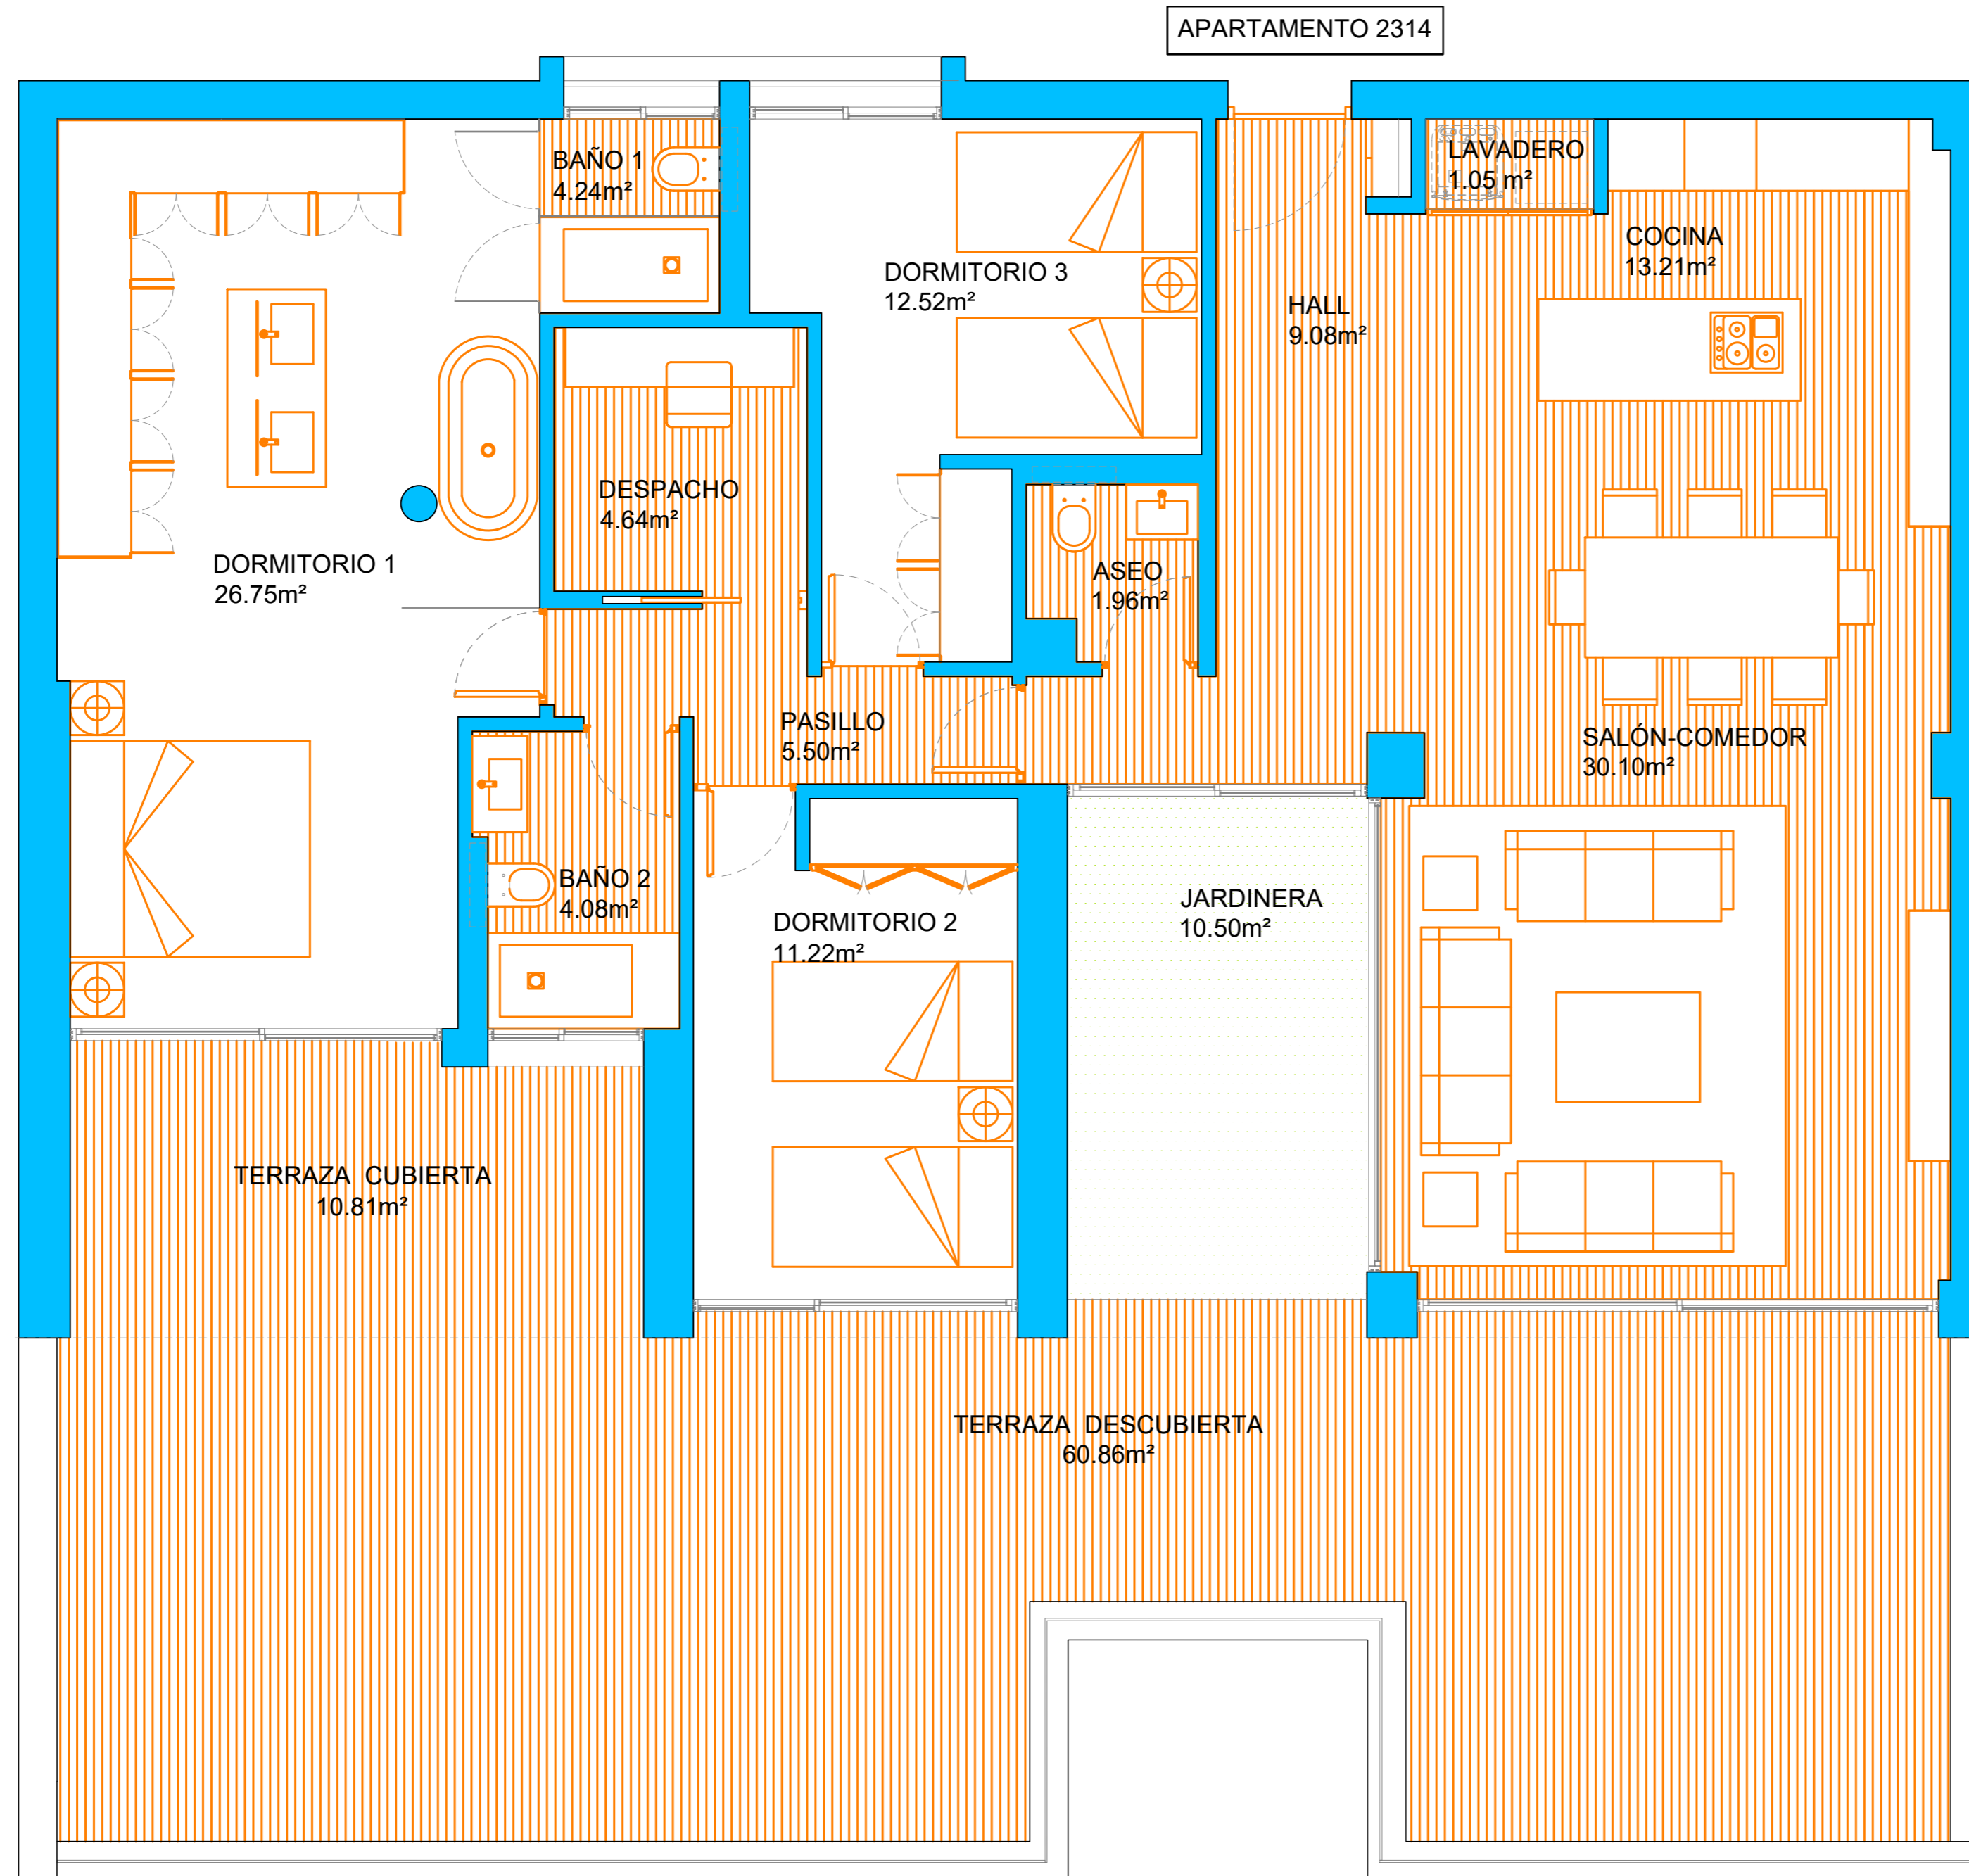 APARTAMENTO 2314
BAÑO 1
4.24m²
LAVADERO
1.05 m²
COCINA
13.21m²
DORMITORIO 3
12.52m²
HALL
9.08m²
DESPACHO
4.64m²
DORMITORIO 1
26.75m²
ASEO
1.96m²
PASILLO
5.50m²
SALÓN-COMEDOR
30.10m²
BAÑO 2
4.08m²
JARDINERA
10.50m²
DORMITORIO 2
11.22m²
TERRAZA CUBIERTA
10.81m²
TERRAZA DESCUBIERTA
60.86m²